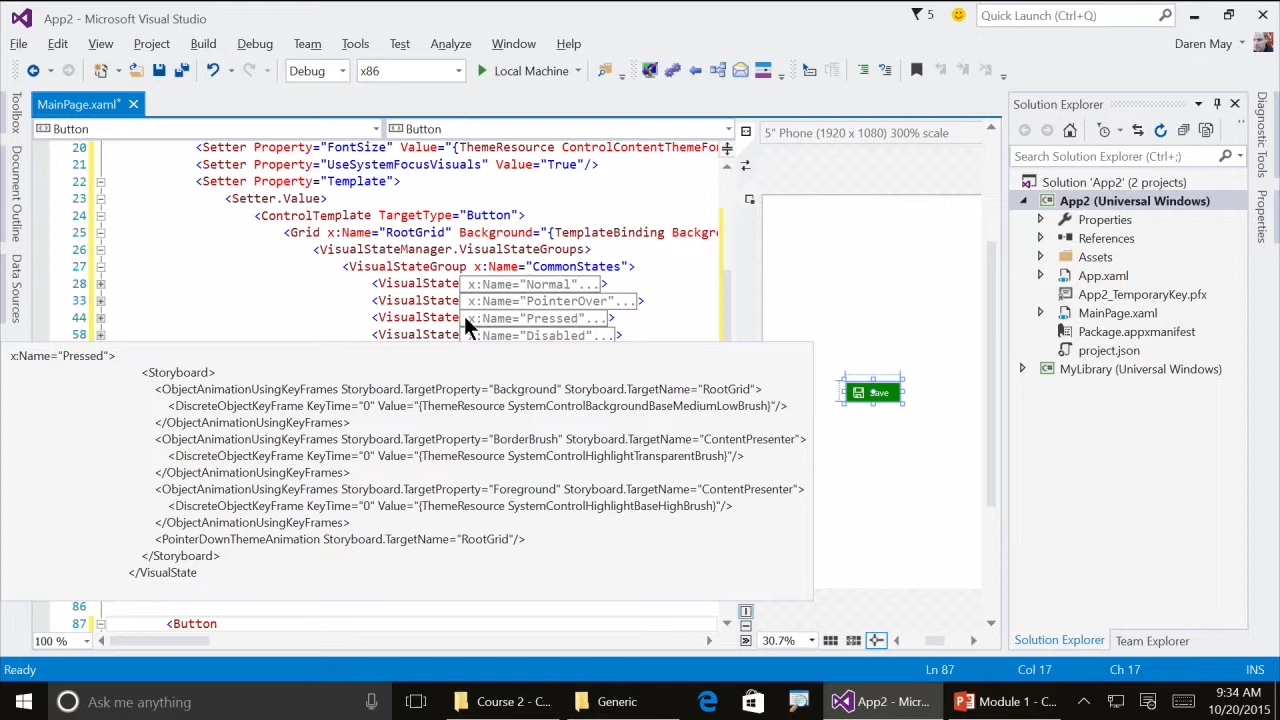 App2 - Microsoft Visual Studio
5
Quick Launch (Ctrl+Q)
File Edit View Project Build Debug Team Tools Test Analyze Window Help
Daren May
Debug x86 Local Machine
Toolbox
Document Outline
Data Sources
MainPage.xaml*
Button
Button
20 <Setter Property="FontSize" Value="{ThemeResource ControlContentThemeFo
21 <Setter Property="UseSystemFocusVisuals" Value="True"/>
22 <Setter Property="Template">
23 <Setter.Value>
24 <ControlTemplate TargetType="Button">
25 <Grid x:Name="RootGrid" Background="{TemplateBinding Backgr
26 <VisualStateManager.VisualStateGroups>
27 <VisualStateGroup x:Name="CommonStates">
28 <VisualState x:Name="Normal"...>
33 <VisualState x:Name="PointerOver"...>
44 <VisualState x:Name="Pressed"...>
58 <VisualState x:Name="Disabled"...>
x:Name="Pressed">
<Storyboard>
<ObjectAnimationUsingKeyFrames Storyboard.TargetProperty="Background" Storyboard.TargetName="RootGrid">
<DiscreteObjectKeyFrame KeyTime="0" Value="{ThemeResource SystemControlBackgroundBaseMediumLowBrush}"/>
</ObjectAnimationUsingKeyFrames>
<ObjectAnimationUsingKeyFrames Storyboard.TargetProperty="BorderBrush" Storyboard.TargetName="ContentPresenter">
<DiscreteObjectKeyFrame KeyTime="0" Value="{ThemeResource SystemControlHighlightTransparentBrush}"/>
</ObjectAnimationUsingKeyFrames>
<ObjectAnimationUsingKeyFrames Storyboard.TargetProperty="Foreground" Storyboard.TargetName="ContentPresenter">
<DiscreteObjectKeyFrame KeyTime="0" Value="{ThemeResource SystemControlHighlightBaseHighBrush}"/>
</ObjectAnimationUsingKeyFrames>
<PointerDownThemeAnimation Storyboard.TargetName="RootGrid"/>
</Storyboard>
</VisualState
86
87 <Button
100 %
5" Phone (1920 x 1080) 300% scale
Save
30.7%
Solution Explorer
Search Solution Explorer (Ctrl+;)
Solution 'App2' (2 projects)
App2 (Universal Windows)
Properties
References
Assets
App.xaml
App2_TemporaryKey.pfx
MainPage.xaml
Package.appxmanifest
project.json
MyLibrary (Universal Windows)
Solution Explorer Team Explorer
Diagnostic Tools
Properties
Ready Ln 87 Col 17 Ch 17 INS
Ask me anything
Course 2 - C...
Generic
App2 - Micr...
Module 1 - C...
9:34 AM
10/20/2015